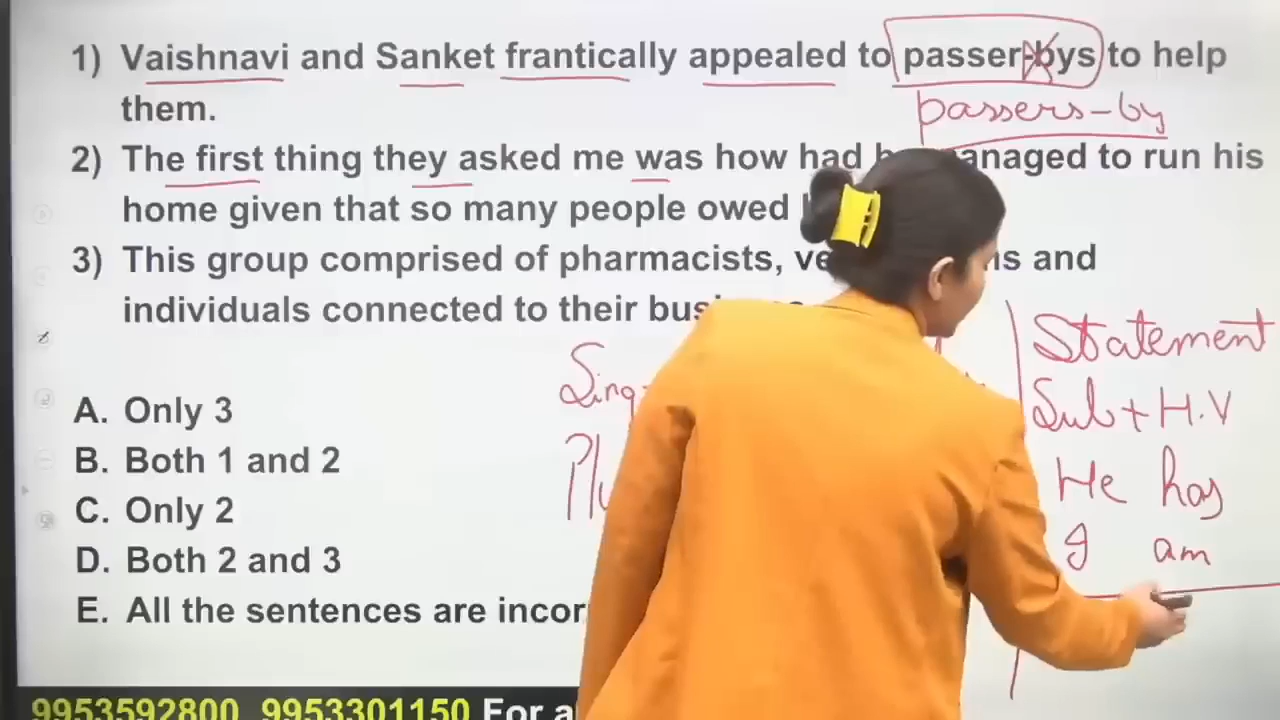 1) Vaishnavi and Sanket frantically appealed to passer-bys to help
them.
passers-by
2) The first thing they asked me was how had to run his
home given that so many people owed
3) This group comprised of pharmacists, and
individuals connected to their
A. Only 3
B. Both 1 and 2
C. Only 2
D. Both 2 and 3
E. All the sentences are
Statement
Sub + H.V
He has
I am
9953592800, 9953301150 For